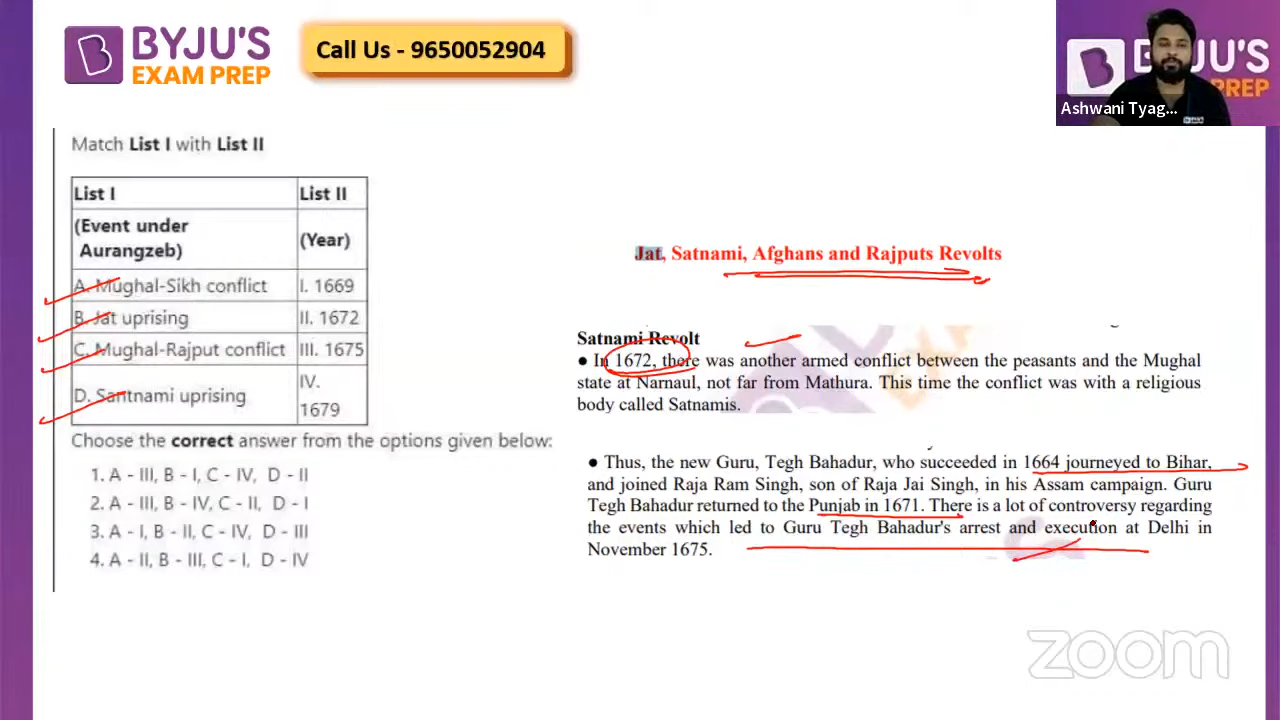 BYJU'S
EXAM PREP
Call Us - 9650052904
Ashwani Tyag...
Match List I with List II
List I List II
(Event under
Aurangzeb)
(Year)
A. Mughal-Sikh conflict I. 1669
B. Jat uprising II. 1672
C. Mughal-Rajput conflict III. 1675
D. Santnami uprising
IV.
1679
Choose the correct answer from the options given below:
1. A - III, B - I, C - IV, D - II
2. A - III, B - IV, C - II, D - I
3. A - I, B - II, C - IV, D - III
4. A - II, B - III, C - I, D - IV
Jat, Satnami, Afghans and Rajputs Revolts
Satnami Revolt
● In 1672, there was another armed conflict between the peasants and the Mughal
state at Narnaul, not far from Mathura. This time the conflict was with a religious
body called Satnamis.
● Thus, the new Guru, Tegh Bahadur, who succeeded in 1664 journeyed to Bihar,
and joined Raja Ram Singh, son of Raja Jai Singh, in his Assam campaign. Guru
Tegh Bahadur returned to the Punjab in 1671. There is a lot of controversy regarding
the events which led to Guru Tegh Bahadur's arrest and execution at Delhi in
November 1675.
zoom